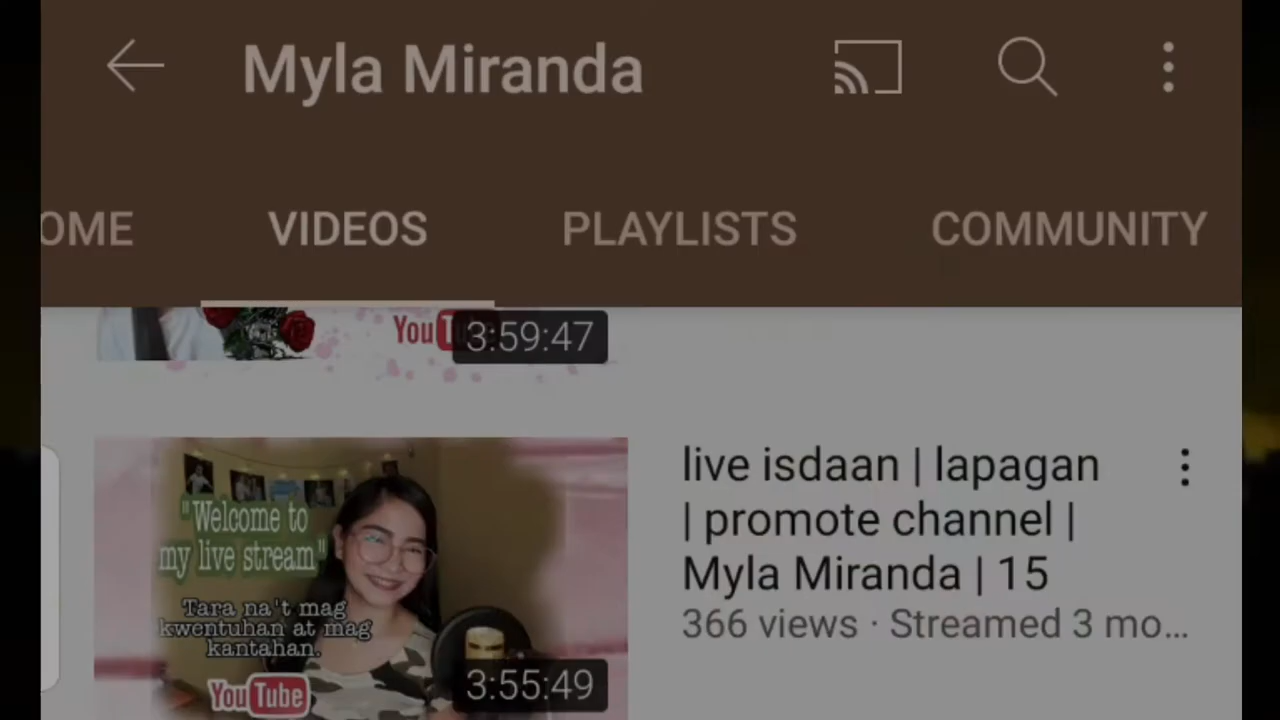 Myla Miranda
OME VIDEOS PLAYLISTS COMMUNITY
You 3:59:47
live isdaan | lapagan
| promote channel |
Myla Miranda | 15
366 views · Streamed 3 mo...
"Welcome to
my live stream"
Tara na't mag
kwentuhan at mag
kantahan.
YouTube
3:55:49